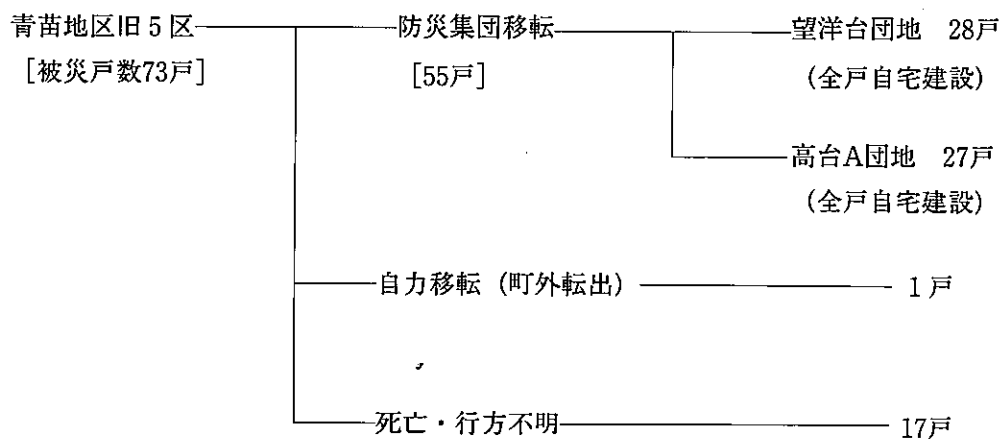 青苗地区旧5区 防災集団移転 望洋台団地 28戸
[被災戸数73戸] [55戸] (全戸自宅建設)
高台A団地 27戸
(全戸自宅建設)
自力移転(町外転出) 1戸
死亡・行方不明 17戸